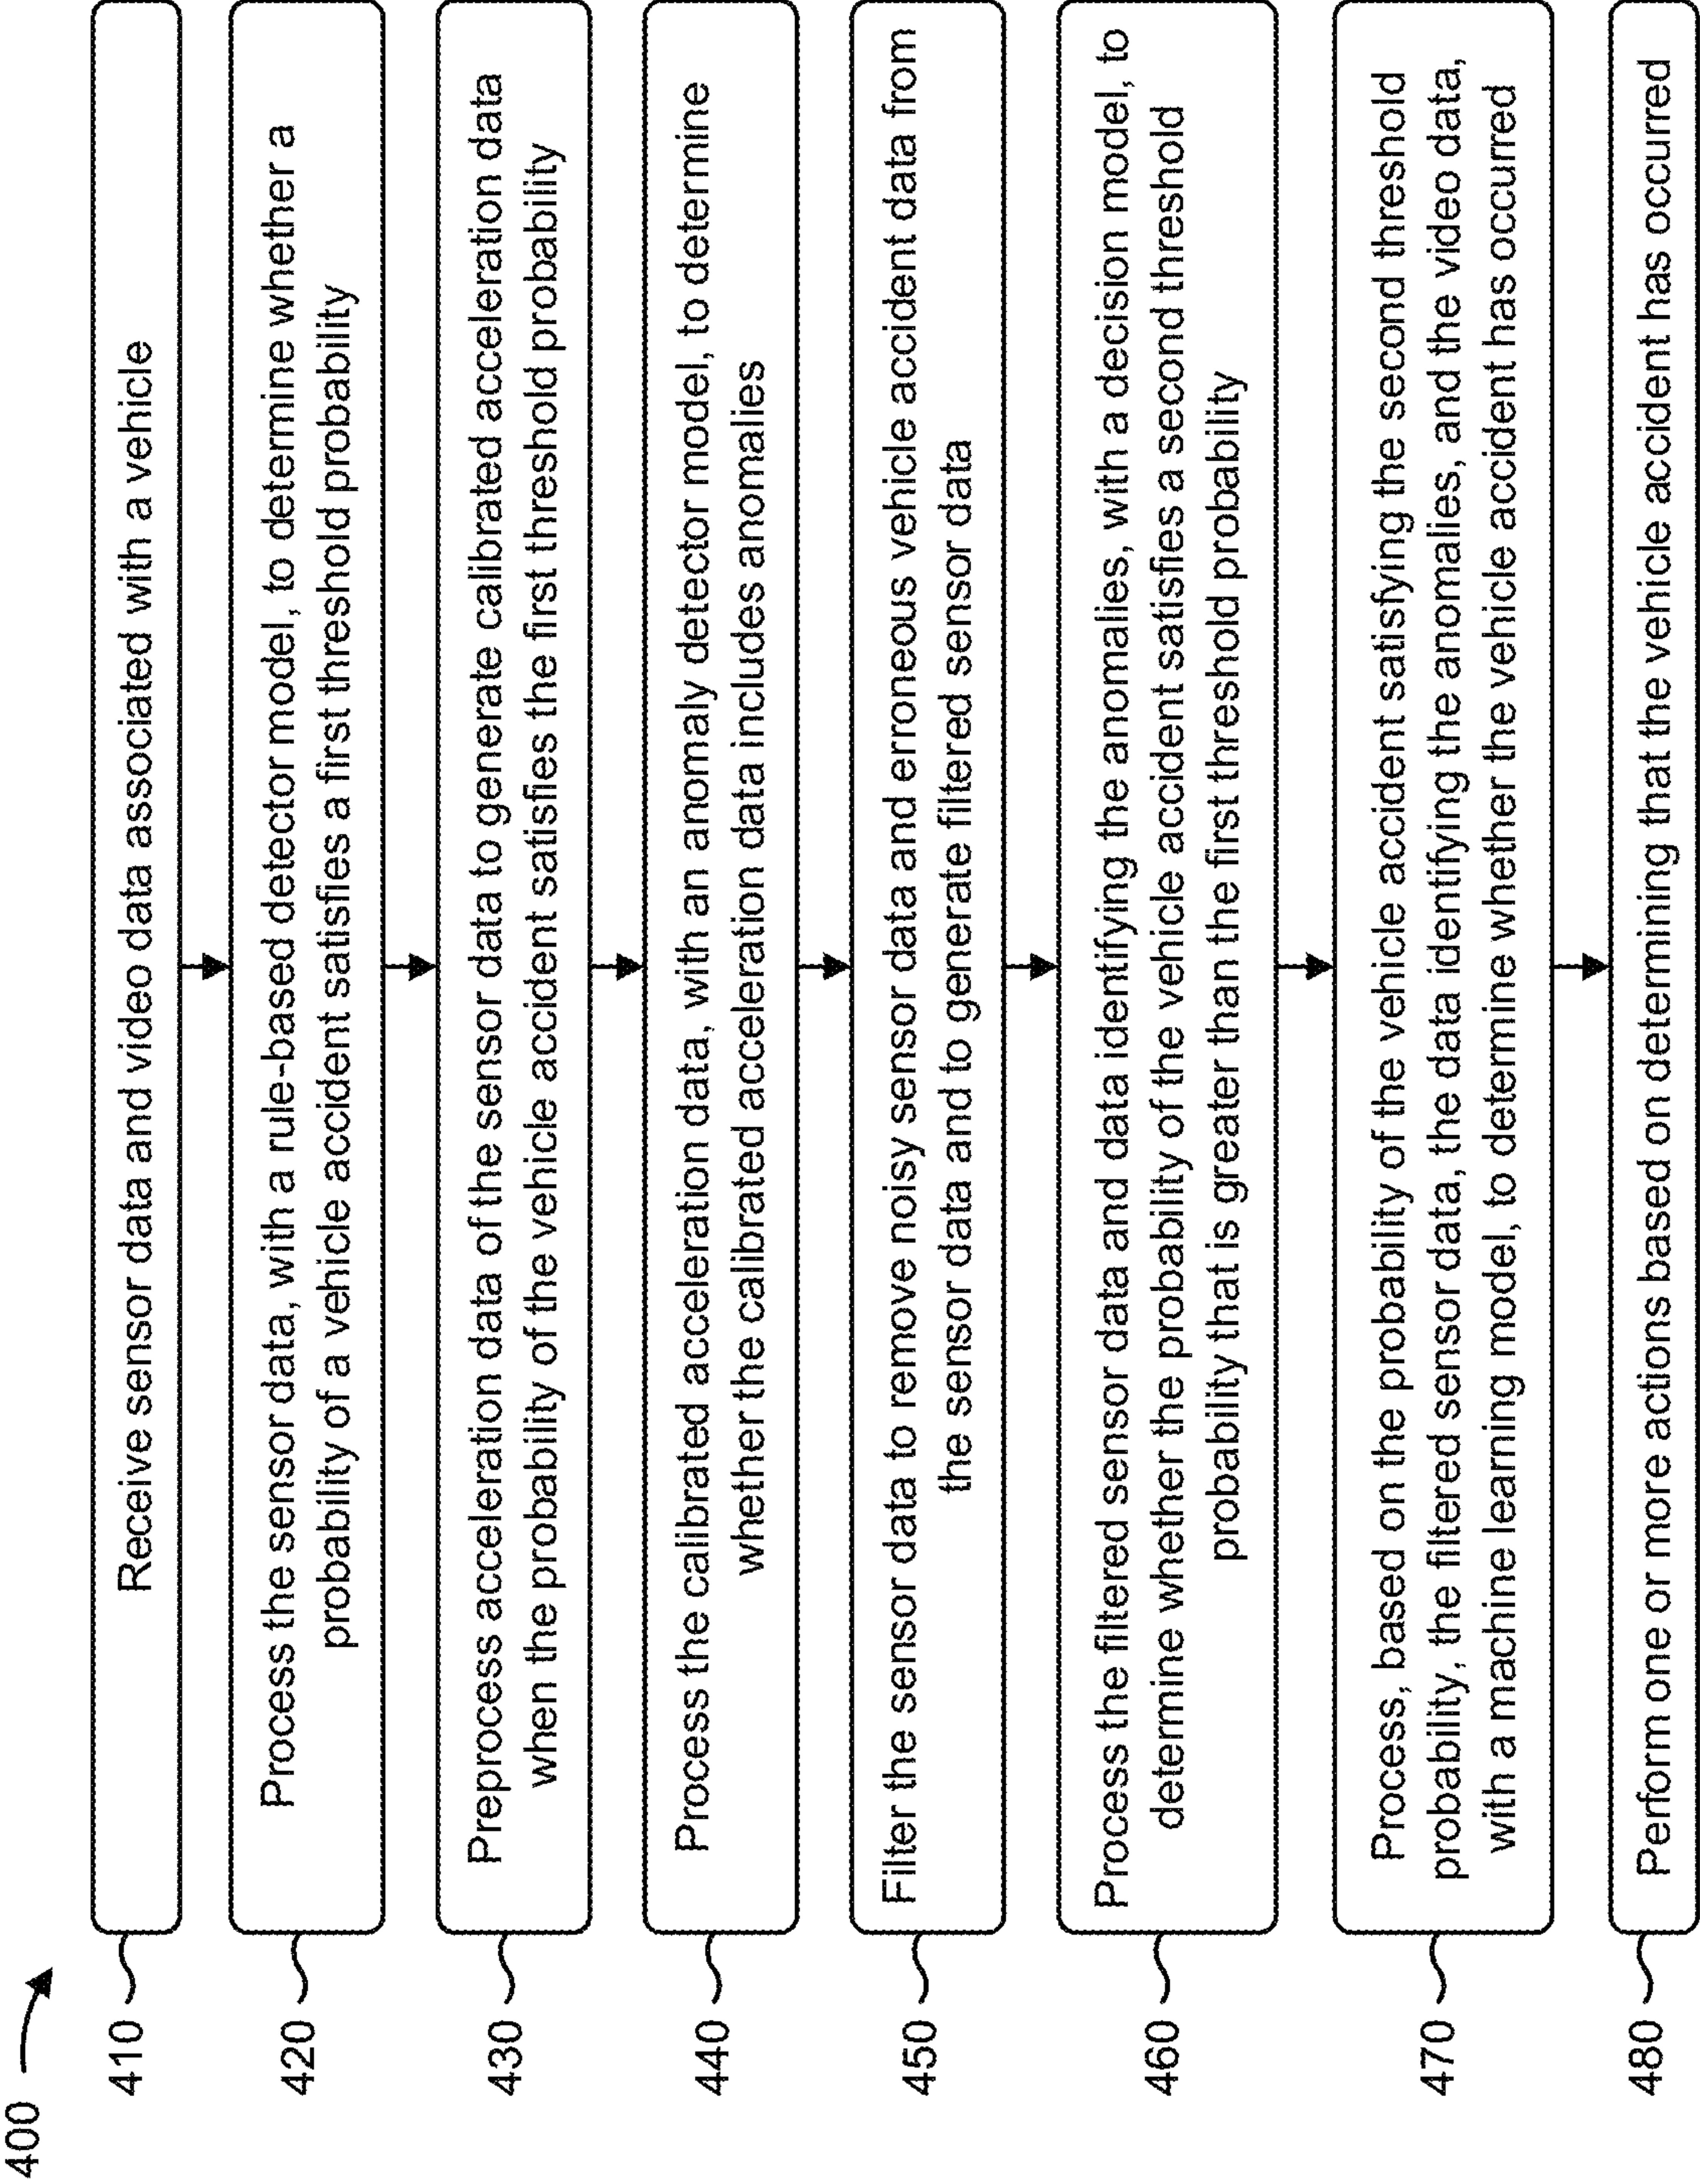 400
410
Receive sensor data and video data associated with a vehicle
420
Process the sensor data, with a rule-based detector model, to determine whether a
probability of a vehicle accident satisfies a first threshold probability
430
Preprocess acceleration data of the sensor data to generate calibrated acceleration data
when the probability of the vehicle accident satisfies the first threshold probability
440
Process the calibrated acceleration data, with an anomaly detector model, to determine
whether the calibrated acceleration data includes anomalies
450
Filter the sensor data to remove noisy sensor data and erroneous vehicle accident data from
the sensor data and to generate filtered sensor data
460
Process the filtered sensor data and data identifying the anomalies, with a decision model, to
determine whether the probability of the vehicle accident satisfies a second threshold
probability that is greater than the first threshold probability
470
Process, based on the probability of the vehicle accident satisfying the second threshold
probability, the filtered sensor data, the data identifying the anomalies, and the video data,
with a machine learning model, to determine whether the vehicle accident has occurred
480
Perform one or more actions based on determining that the vehicle accident has occurred